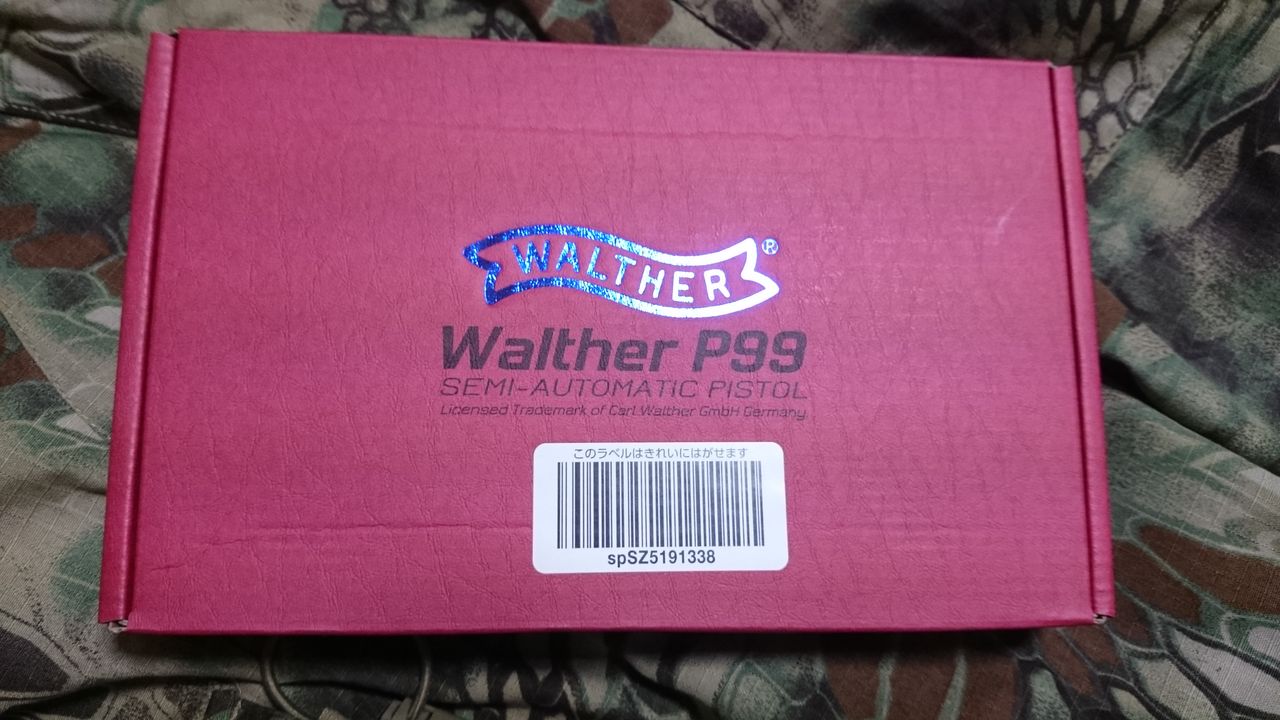 WALTHER®
Walther P99
SEMI-AUTOMATIC PISTOL
Licensed Trademark of Carl Walther GmbH Germany.
このラベルはきれいにはがせます
spSZ5191338